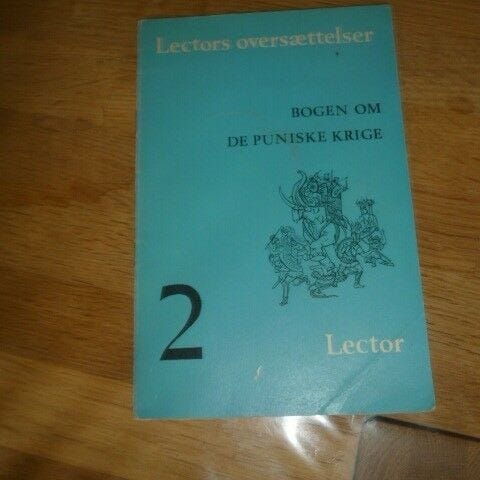 Lectors oversættelser
BOGEN OM
DE PUNISKE KRIGE
2
Lector